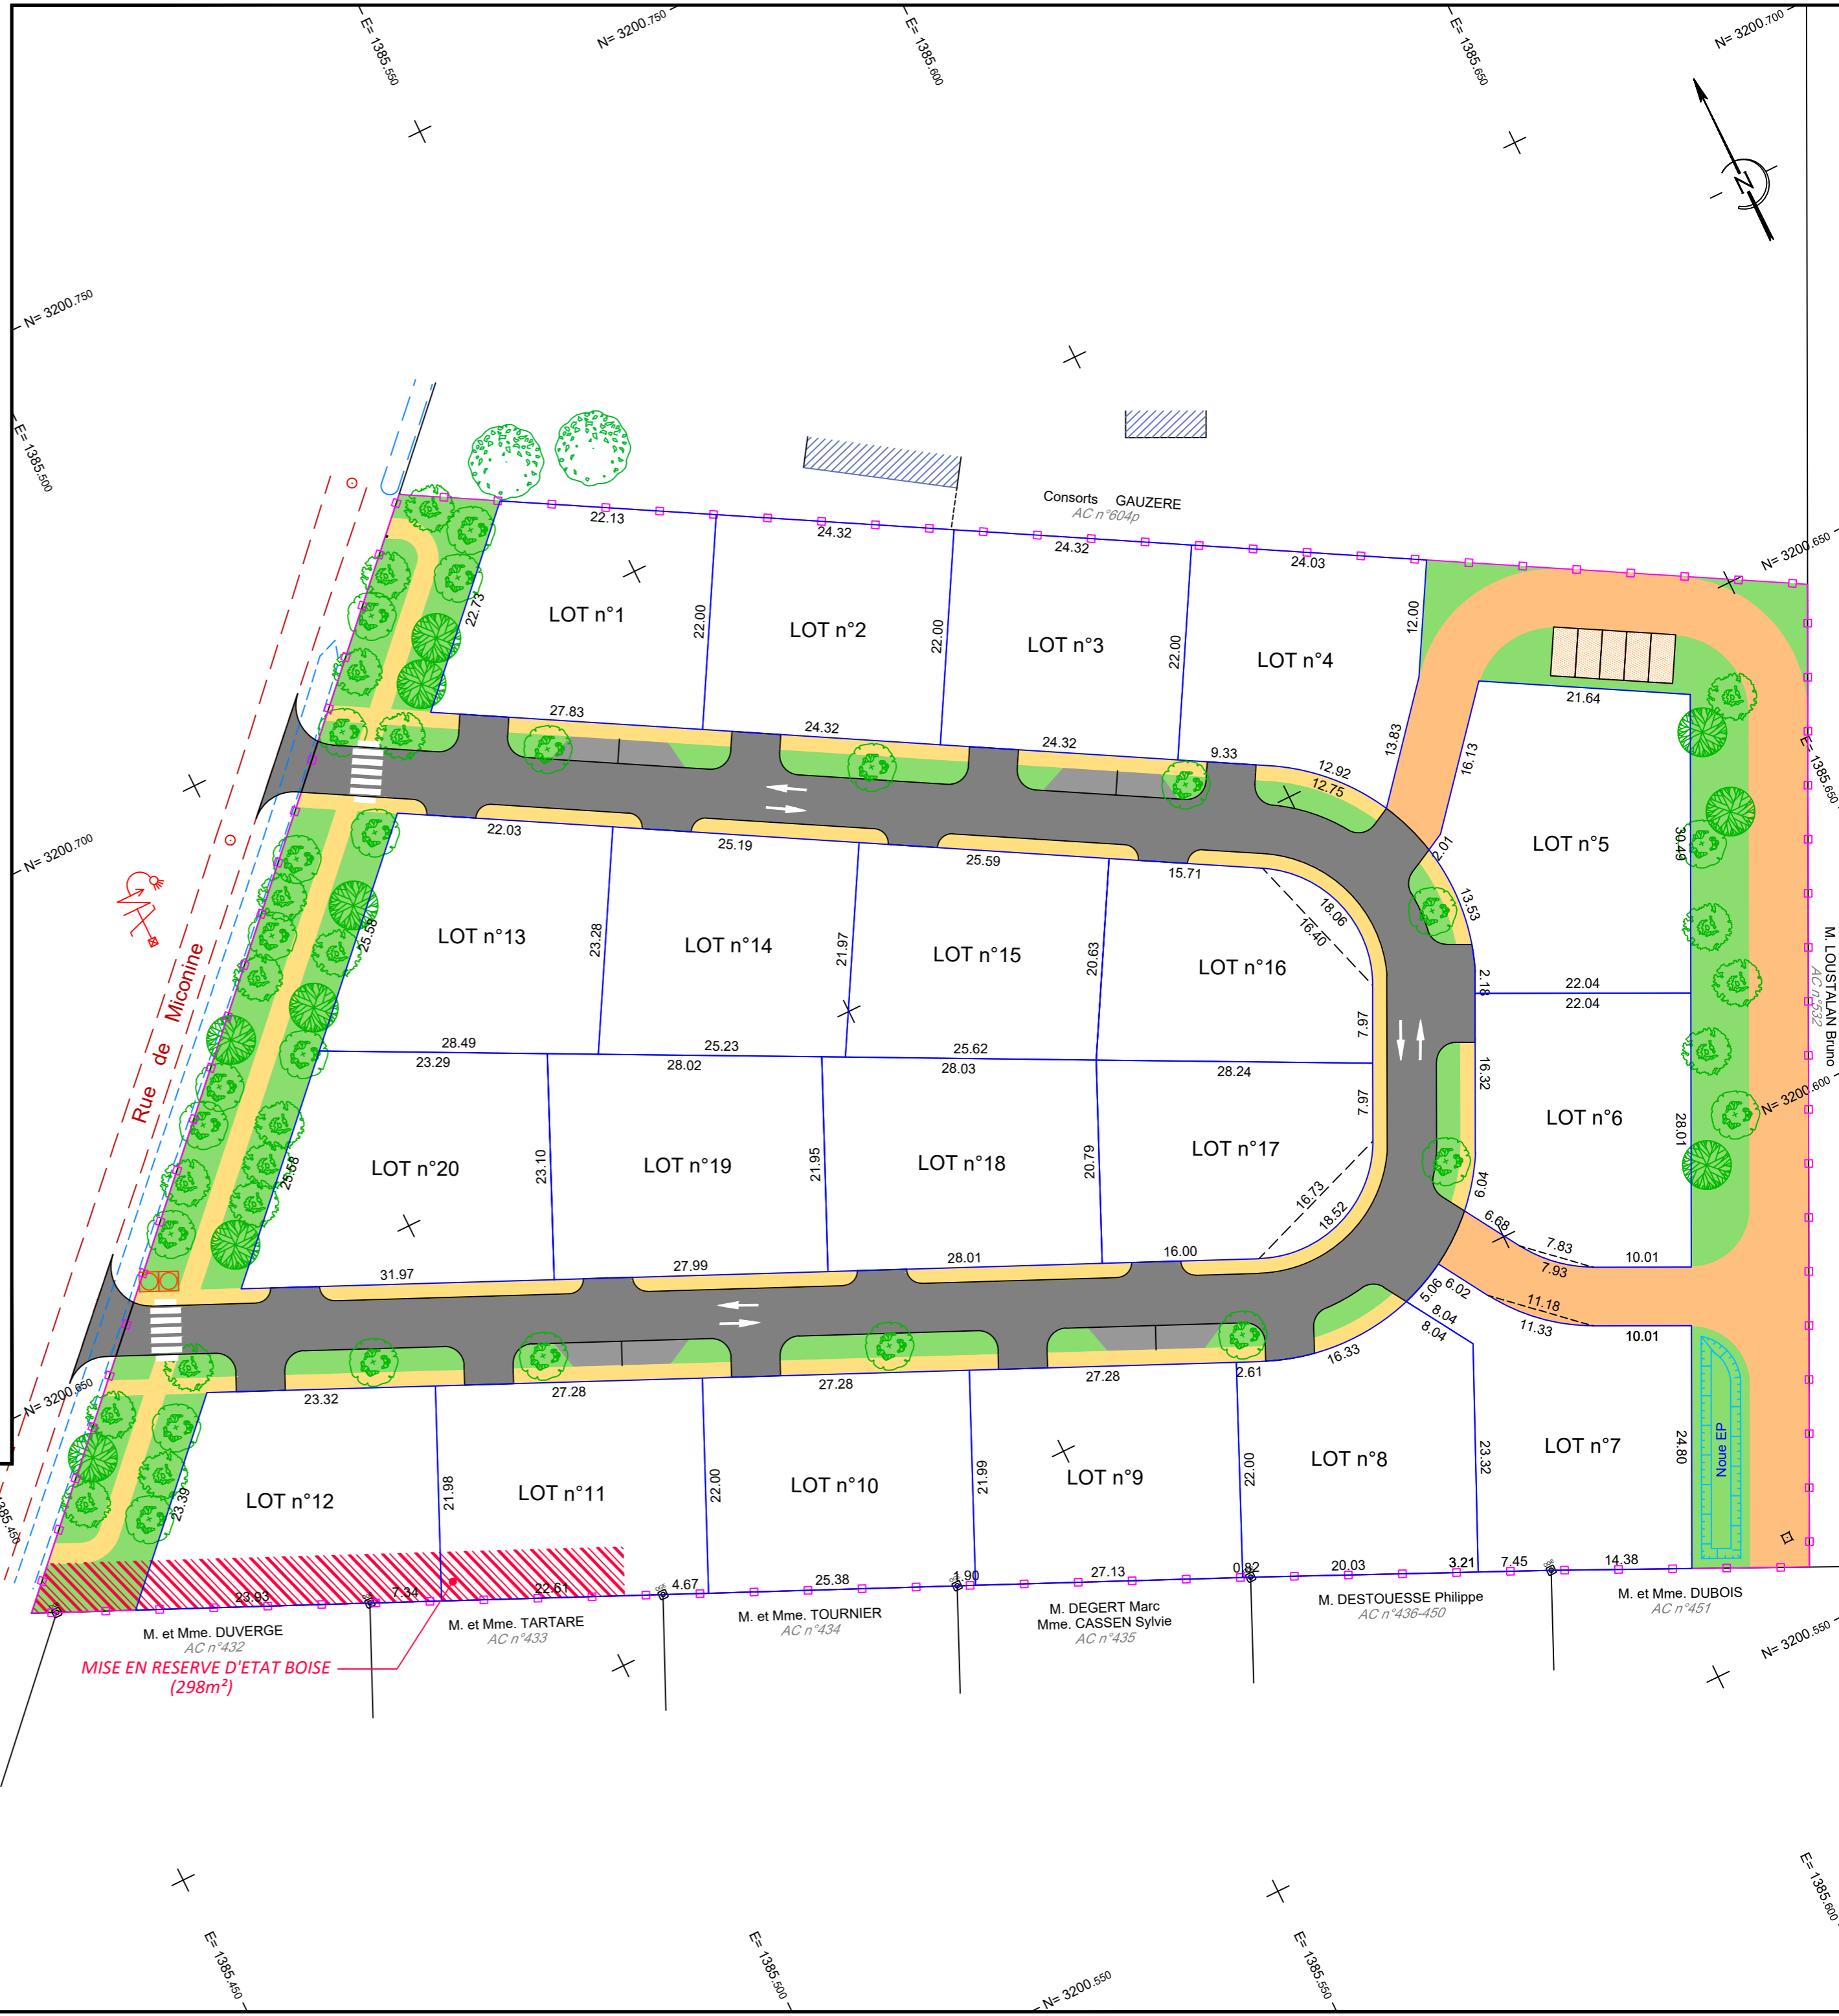 E= 1385.550
N= 3200.750
E= 1385.600
E= 1385.650
N= 3200.700
N
N= 3200.750
E= 1385.500
Consorts GAUZERE
AC n°604p
N= 3200.650
22.13
24.32
24.32
24.03
LOT n°1
LOT n°2
LOT n°3
LOT n°4
22.73
22.00
22.00
22.00
12.00
27.83
24.32
24.32
9.33
12.92
12.75
13.83
16.13
21.64
E= 1385.650
N= 3200.700
22.03
25.19
25.59
15.71
2.01
LOT n°5
30.49
13.53
18.06
16.40
LOT n°13
LOT n°14
LOT n°15
LOT n°16
25.58
23.28
21.97
20.63
7.97
2.18
22.04
22.04
M. LOUSTALAN Bruno
AC n°532
Rue de Miconine
28.49
25.23
25.62
23.29
28.02
28.03
28.24
16.32
N= 3200.600
7.97
LOT n°6
28.01
LOT n°20
LOT n°19
LOT n°18
LOT n°17
25.58
23.10
21.95
20.79
16.73
18.52
6.04
6.68
7.83
7.93
10.01
31.97
27.99
28.01
16.00
5.06
6.02
11.18
11.33
10.01
8.04
8.04
16.33
23.32
27.28
27.28
27.28
2.61
N= 3200.650
LOT n°12
LOT n°11
LOT n°10
LOT n°9
LOT n°8
LOT n°7
23.39
21.98
22.00
21.99
22.00
23.32
24.80
Noue EP
23.93
7.34
22.61
4.67
25.38
1.90
27.13
0.82
20.03
3.21
7.45
14.38
M. et Mme. DUVERGE
AC n°432
M. et Mme. TARTARE
AC n°433
M. et Mme. TOURNIER
AC n°434
M. DEGERT Marc
Mme. CASSEN Sylvie
AC n°435
M. DESTOUESSE Philippe
AC n°436-450
M. et Mme. DUBOIS
AC n°451
MISE EN RESERVE D'ETAT BOISE
(298m²)
N= 3200.550
E= 1385.600
E= 1385.450
E= 1385.500
N= 3200.550
E= 1385.550